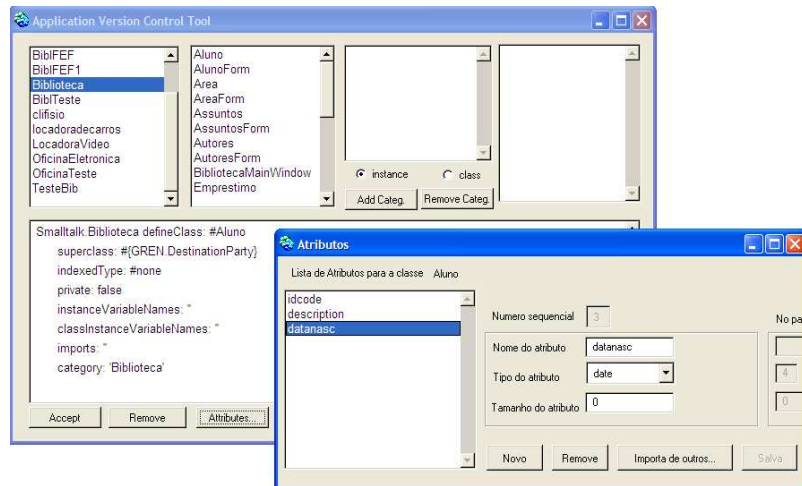 Application Version Control Tool
BiblFEF
BiblFEF1
Biblioteca
BiblTeste
clifisio
locadoradecarros
LocadoraVideo
OficinaEletronica
OficinaTeste
TesteBib
Aluno
AlunoForm
Area
AreaForm
Assuntos
AssuntosForm
Autores
AutoresForm
BibliotecaMainWindow
Emprestimo
instance class
Add Categ. Remove Categ.
Smalltalk.Biblioteca defineClass: #Aluno
superclass: #{GREN.DestinationParty}
indexedType: #none
private: false
instanceVariableNames: ''
classInstanceVariableNames: ''
imports: ''
category: 'Biblioteca'
Accept Remove Attributes...
Atributos
Lista de Atributos para a classe Aluno
idcode
description
datanasc
Numero sequencial 3
Nome do atributo datanasc
Tipo do atributo date
Tamanho do atributo 0
No pa
4
0
Novo Remove Importa de outros... Salva